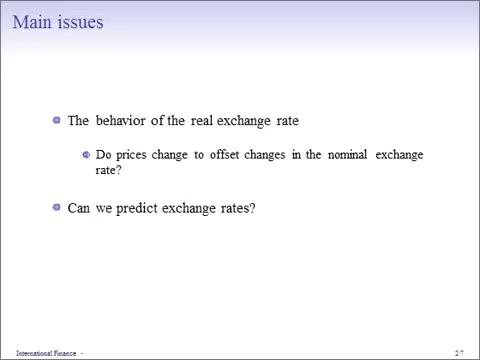 Main issues
The behavior of the real exchange rate
Do prices change to offset changes in the nominal exchange
rate?
Can we predict exchange rates?
International Finance -
2/7